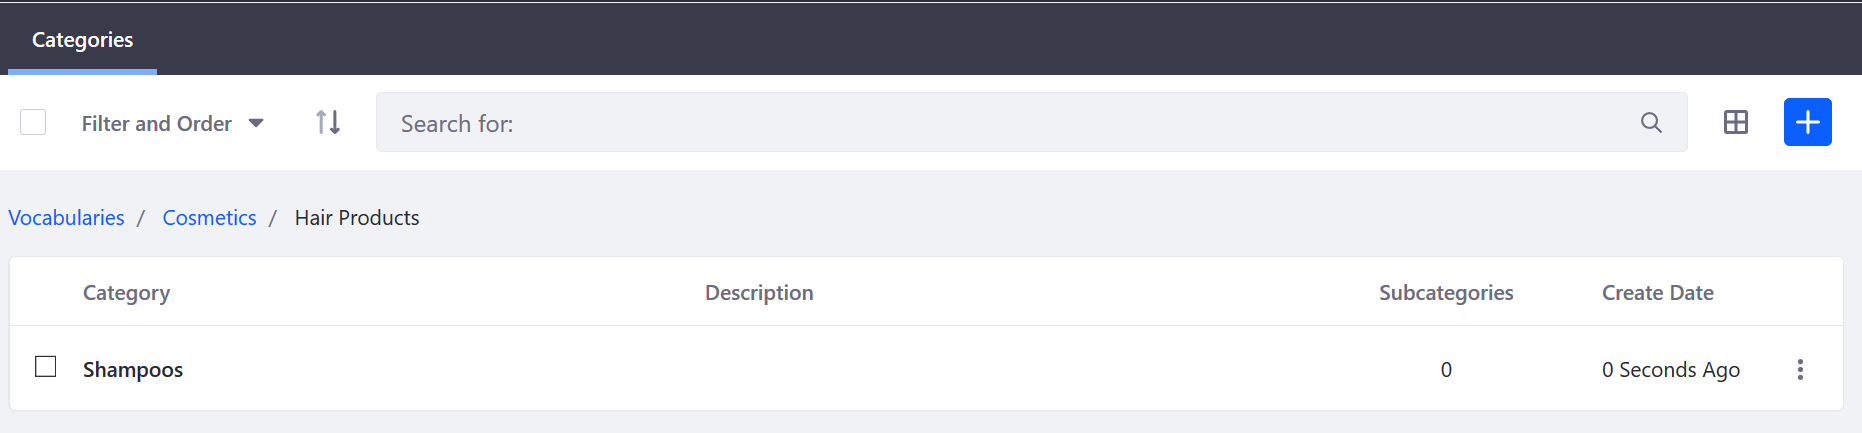 Categories
Filter and Order
Search for:
Vocabularies / Cosmetics / Hair Products
Category Description Subcategories Create Date
Shampoos 0 0 Seconds Ago